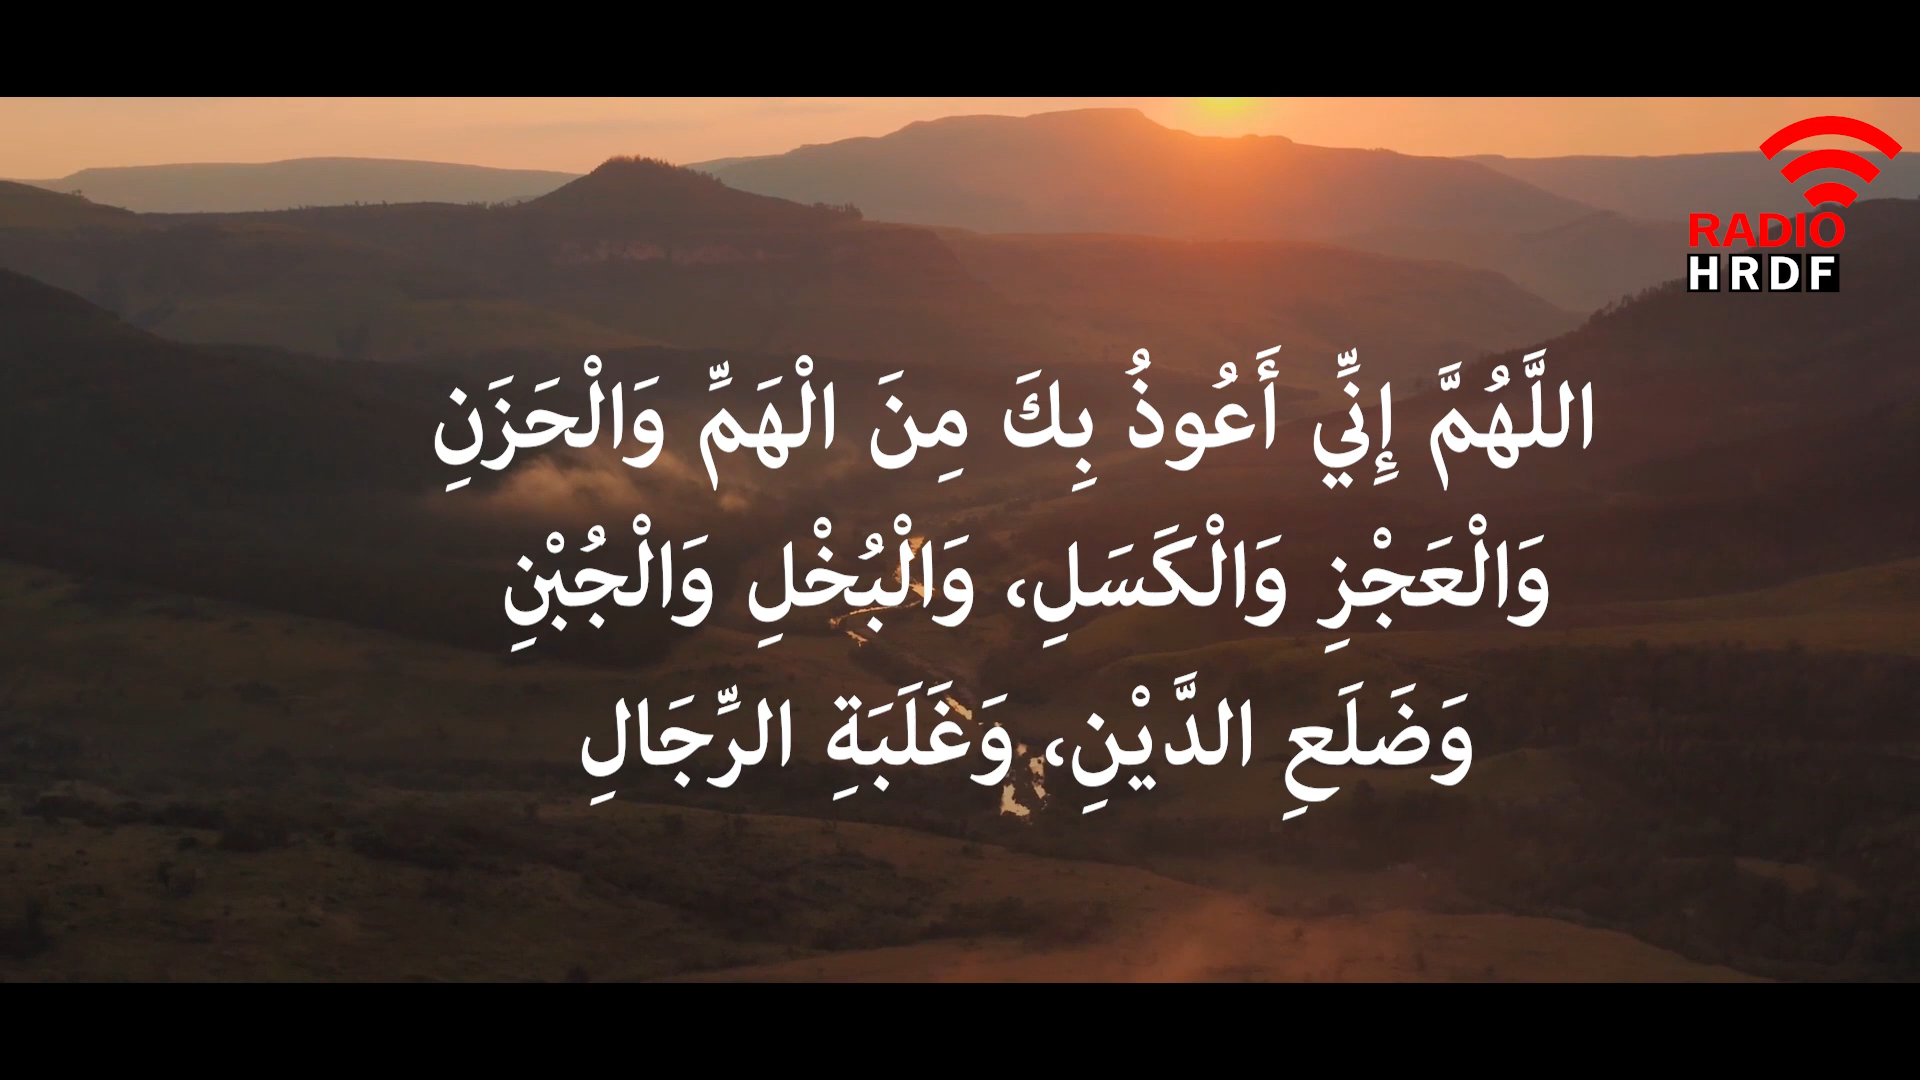 RADIO
HRDF
اللَّهُمَّ إِنِّي أَعُوذُ بِكَ مِنَ الْهَمِّ وَالْحَزَنِ
وَالْعَجْزِ وَالْكَسَلِ، وَالْبُخْلِ وَالْجُبْنِ
وَضَلَعِ الدَّيْنِ، وَغَلَبَةِ الرِّجَالِ